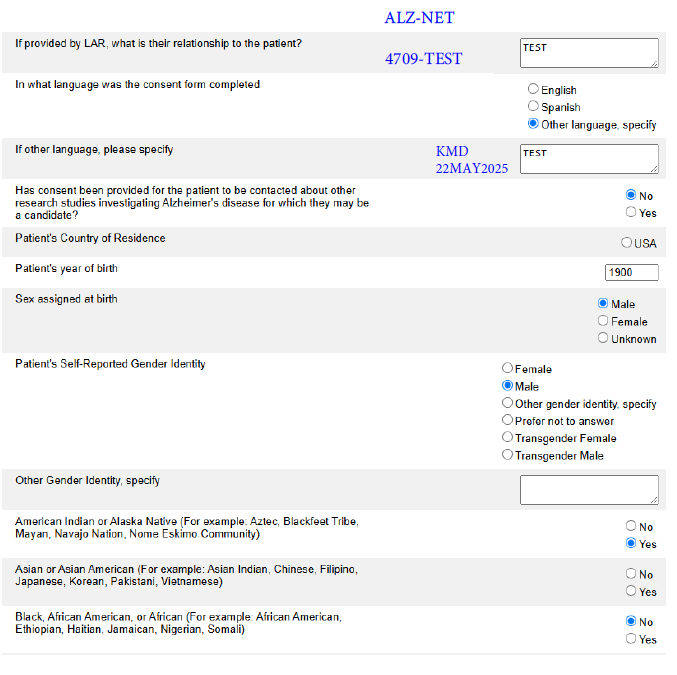 ALZ-NET
If provided by LAR, what is their relationship to the patient?
4709-TEST
TEST
In what language was the consent form completed
English
Spanish
Other language, specify
If other language, please specify
KMD
22MAY2025
TEST
Has consent been provided for the patient to be contacted about other
research studies investigating Alzheimer's disease for which they may be
a candidate?
No
Yes
Patient's Country of Residence
USA
Patient's year of birth
1900
Sex assigned at birth
Male
Female
Unknown
Patient's Self-Reported Gender Identity
Female
Male
Other gender identity, specify
Prefer not to answer
Transgender Female
Transgender Male
Other Gender Identity, specify
American Indian or Alaska Native (For example: Aztec, Blackfeet Tribe,
Mayan, Navajo Nation, Nome Eskimo Community)
No
Yes
Asian or Asian American (For example: Asian Indian, Chinese, Filipino,
Japanese, Korean, Pakistani, Vietnamese)
No
Yes
Black, African American, or African (For example: African American,
Ethiopian, Haitian, Jamaican, Nigerian, Somali)
No
Yes